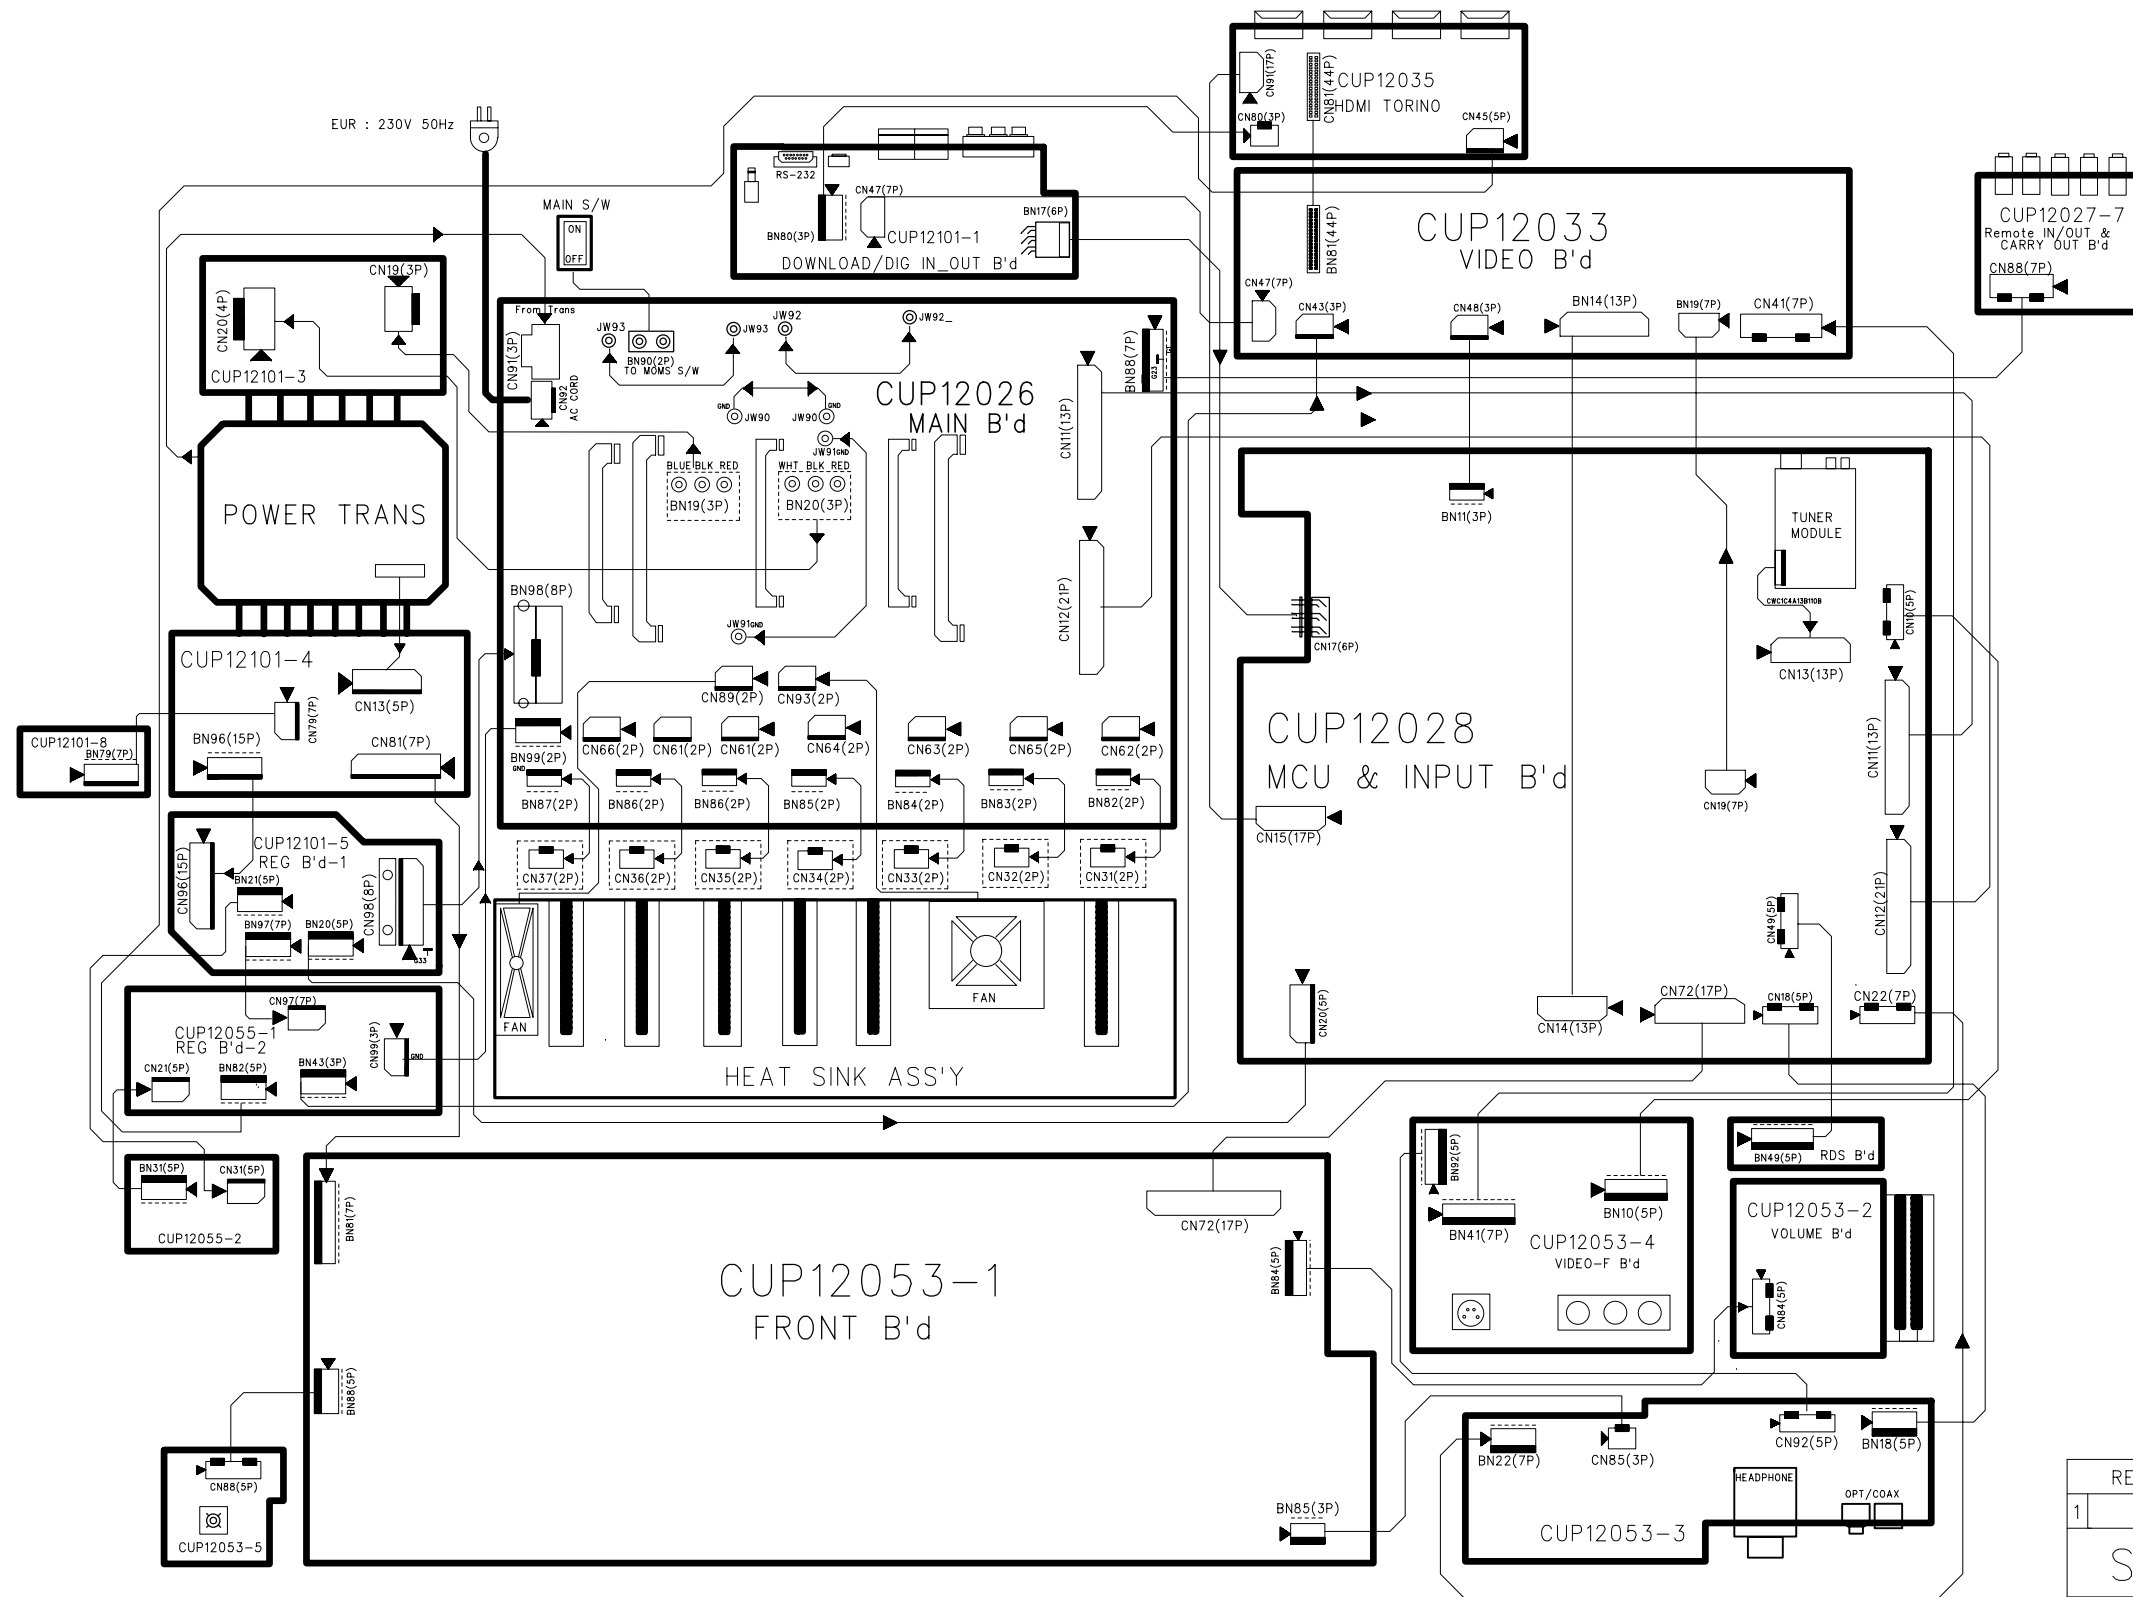 EUR : 230V 50Hz
MAIN S/W
ON
OFF
RS-232
CN47(7P)
BN80(3P)
BN17(6P)
CUP12101-1
DOWNLOAD/DIG IN_OUT B'd
CN91(17P)
CN81(44P)
CUP12035
HDMI TORINO
CN80(3P)
CN45(5P)
BN81(44P)
CUP12033
VIDEO B'd
CN47(7P)
CN43(3P)
CN48(3P)
BN14(13P)
BN19(7P)
CN41(7P)
CUP12027-7
Remote IN/OUT &
CARRY OUT B'd
CN88(7P)
CN19(3P)
CN20(4P)
CUP12101-3
POWER TRANS
From Trans
CN91(3P)
CN92
AC CORD
JW93
BN90(2P)
TO MOMS S/W
JW93
JW92
JW92_
GND
JW90
JW90
GND
JW91GND
CUP12026
MAIN B'd
BN88(7P)
G23
CN11(13P)
BLUE BLK RED
BN19(3P)
WHT BLK RED
BN20(3P)
CN12(21P)
BN98(8P)
JW91GND
CN89(2P)
CN93(2P)
BN99(2P)
GND
CN66(2P)
CN61(2P)
CN61(2P)
CN64(2P)
CN63(2P)
CN65(2P)
CN62(2P)
BN87(2P)
BN86(2P)
BN86(2P)
BN85(2P)
BN84(2P)
BN83(2P)
BN82(2P)
CN37(2P)
CN36(2P)
CN35(2P)
CN34(2P)
CN33(2P)
CN32(2P)
CN31(2P)
FAN
FAN
HEAT SINK ASS'Y
CUP12101-4
CN13(5P)
CN79(7P)
BN96(15P)
CN81(7P)
CUP12101-8
BN79(7P)
CUP12101-5
REG B'd-1
CN96(15P)
BN21(5P)
BN97(7P)
BN20(5P)
CN98(8P)
G33
CN97(7P)
CUP12055-1
REG B'd-2
CN99(3P)
GND
CN21(5P)
BN82(5P)
BN43(3P)
BN31(5P)
CN31(5P)
CUP12055-2
BN11(3P)
TUNER
MODULE
CWC1C4A13B110B
CN10(5P)
CN13(13P)
CN17(6P)
CUP12028
MCU & INPUT B'd
CN11(13P)
CN19(7P)
CN15(17P)
CN12(21P)
CN49(5P)
CN20(5P)
CN14(13P)
CN72(17P)
CN18(5P)
CN22(7P)
BN81(7P)
CN72(17P)
BN84(5P)
CUP12053-1
FRONT B'd
BN88(5P)
BN85(3P)
CN88(5P)
CUP12053-5
BN92(5P)
BN41(7P)
BN10(5P)
CUP12053-4
VIDEO-F B'd
BN49(5P)
RDS B'd
CUP12053-2
VOLUME B'd
CN84(5P)
BN22(7P)
CN85(3P)
CN92(5P)
BN18(5P)
HEADPHONE
OPT/COAX
CUP12053-3
RE
1
S